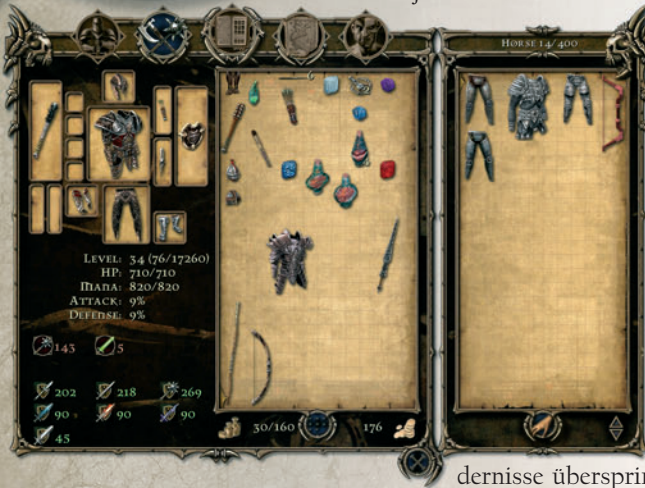 HORSE 14/400
LEVEL: 34 (76/17260)
HP: 710/710
MANA: 820/820
ATTACK: 9%
DEFENSE: 9%
143 5
202 218 269
90 90 90
45
30/160 176
dernisse überspri